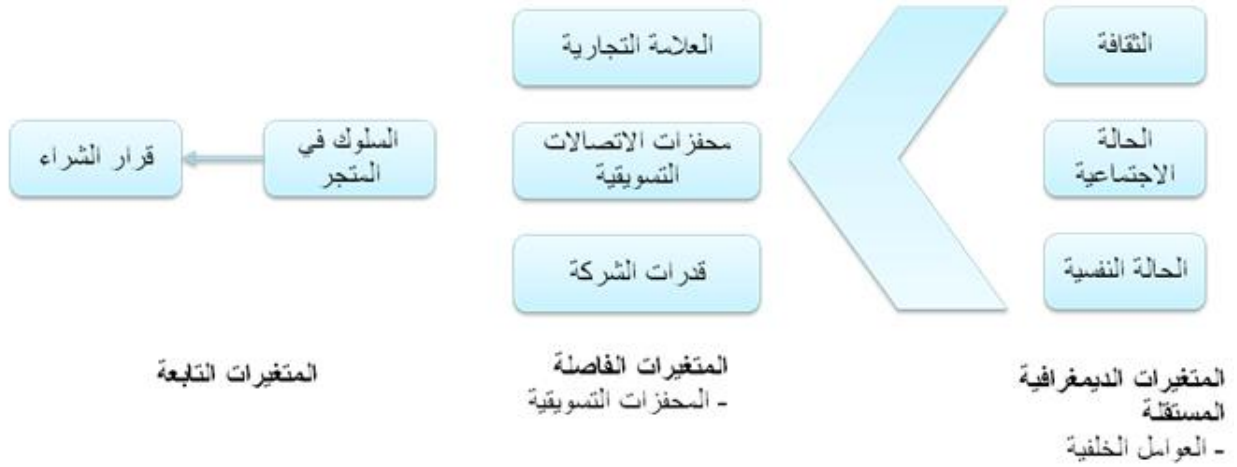 الثقافة
الحالة
الاجتماعية
الحالة النفسية
المتغيرات الديمغرافية
المستقلة
- العوامل الخلفية
العلامة التجارية
محفزات الاتصالات
التسويقية
قدرات الشركة
المتغيرات الفاصلة
- المحفزات التسويقية
السلوك في
المتجر
قرار الشراء
المتغيرات التابعة